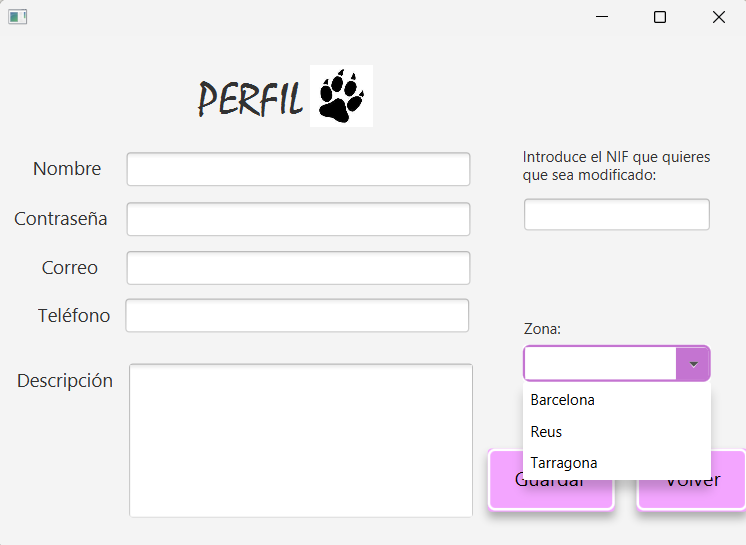 PERFIL
Nombre
Contraseña
Correo
Teléfono
Descripción
Introduce el NIF que quieres
que sea modificado:
Zona:
Barcelona
Reus
Tarragona
Guardar
Volver